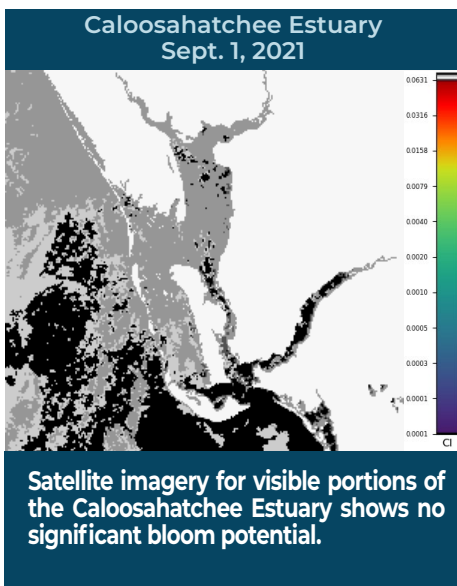 Caloosahatchee Estuary
Sept. 1, 2021
0.0631
0.0316
0.0158
0.0079
0.0040
0.0020
0.0010
0.0005
0.0003
0.0001
0.0001
CI
Satellite imagery for visible portions of
the Caloosahatchee Estuary shows no
significant bloom potential.